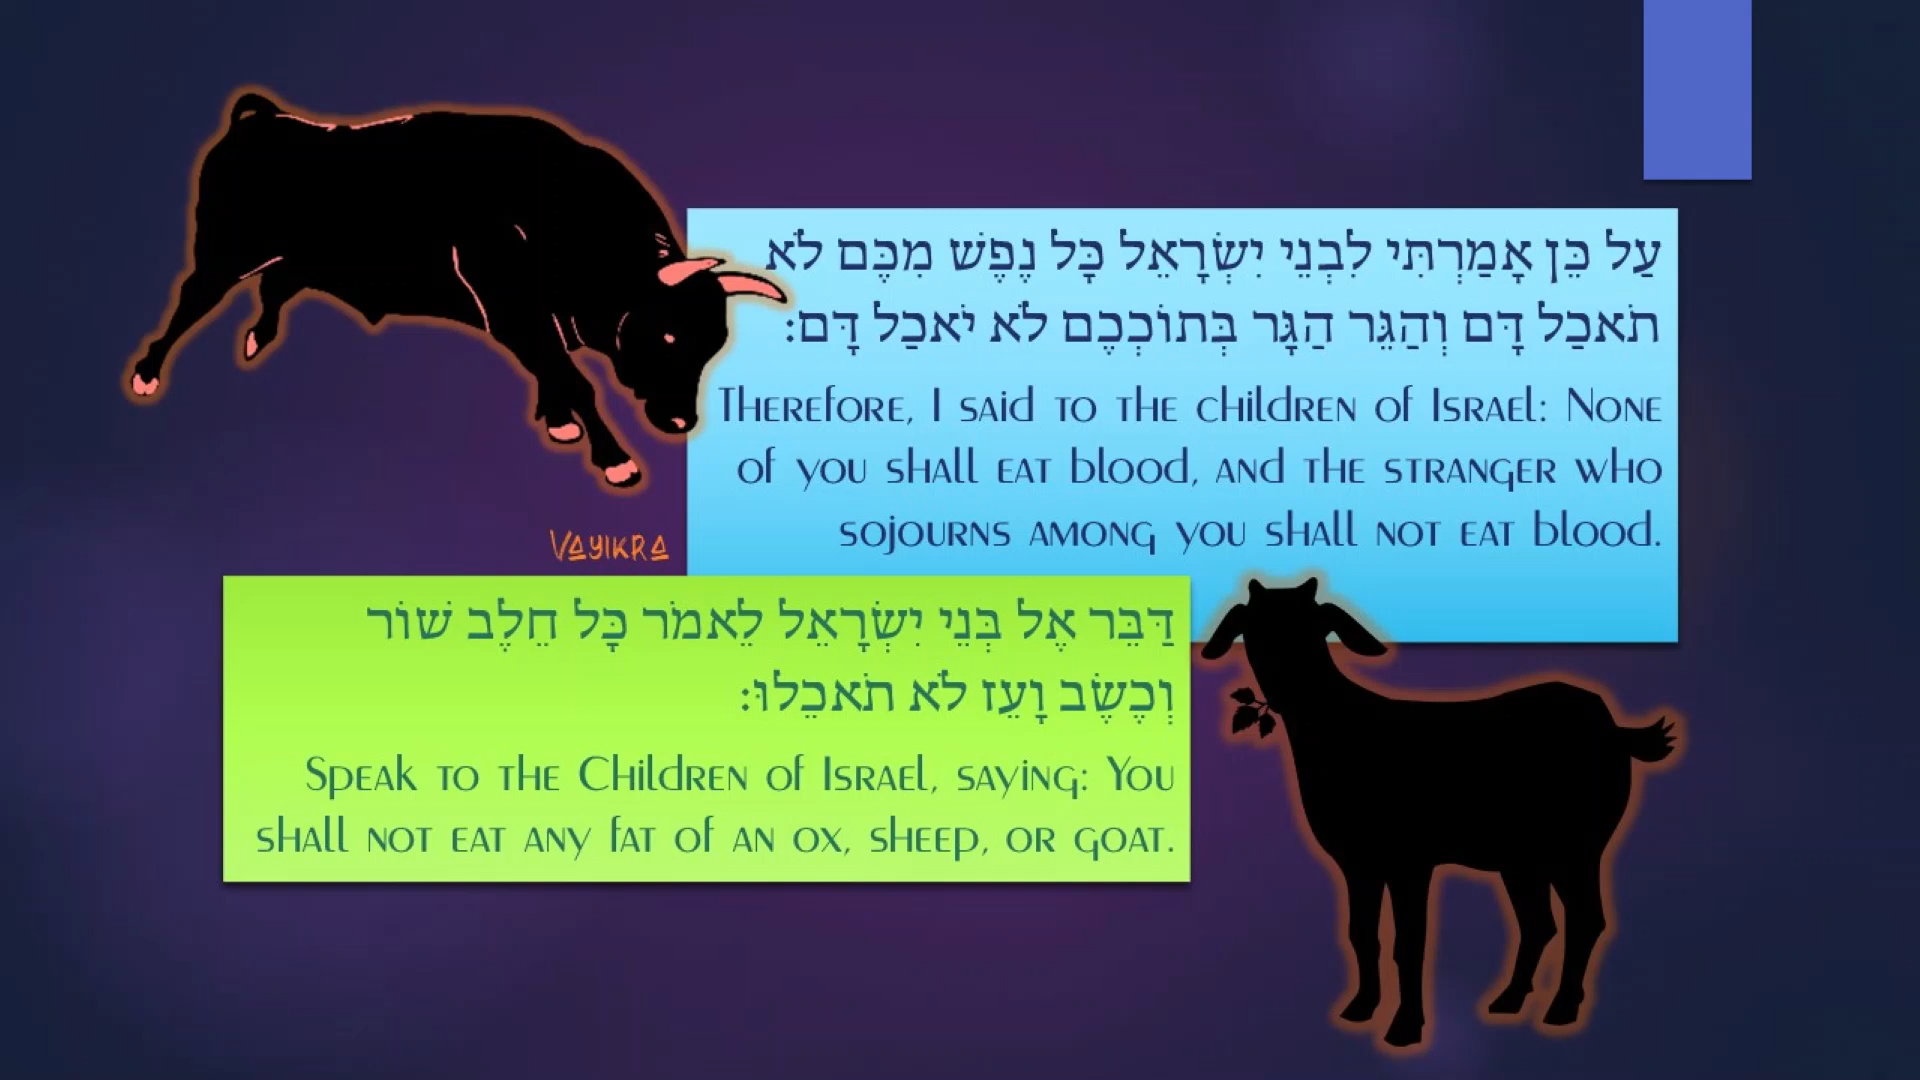 עַל כֵּן אָמַרְתִּי לִבְנֵי יִשְׂרָאֵל כָּל נֶפֶשׁ מִכֶּם לֹא
תֹאכַל דָּם וְהַגֵּר הַגָּר בְּתוֹכְכֶם לֹא יֹאכַל דָּם:
Therefore, I said to the children of Israel: None
of you shall eat blood, and the stranger who
sojourns among you shall not eat blood.
Vayikra
דַּבֵּר אֶל בְּנֵי יִשְׂרָאֵל לֵאמֹר כָּל חֵלֶב שׁוֹר
וְכֶשֶׂב וָעֵז לֹא תֹאכֵלוּ:
Speak to the Children of Israel, saying: You
shall not eat any fat of an ox, sheep, or goat.